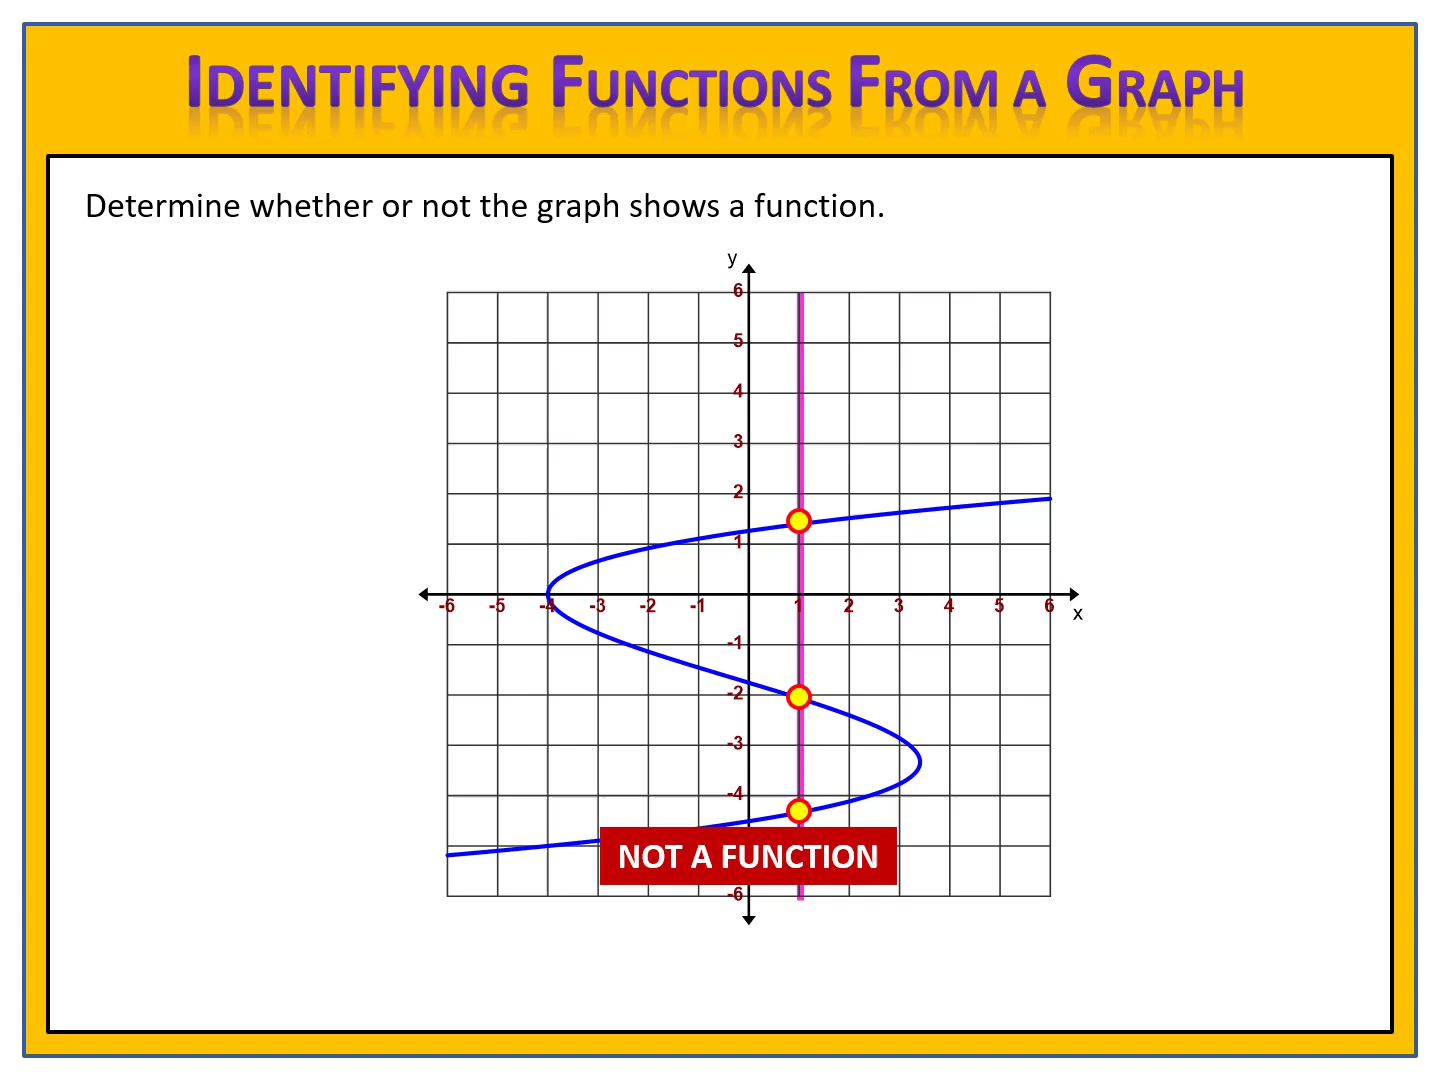 IDENTIFYING FUNCTIONS FROM A GRAPH
Determine whether or not the graph shows a function.
y
6
5
4
3
2
1
-6 -5 -4 -3 -2 -1 1 2 3 4 5 6
x
-1
-2
-3
-4
NOT A FUNCTION
-6